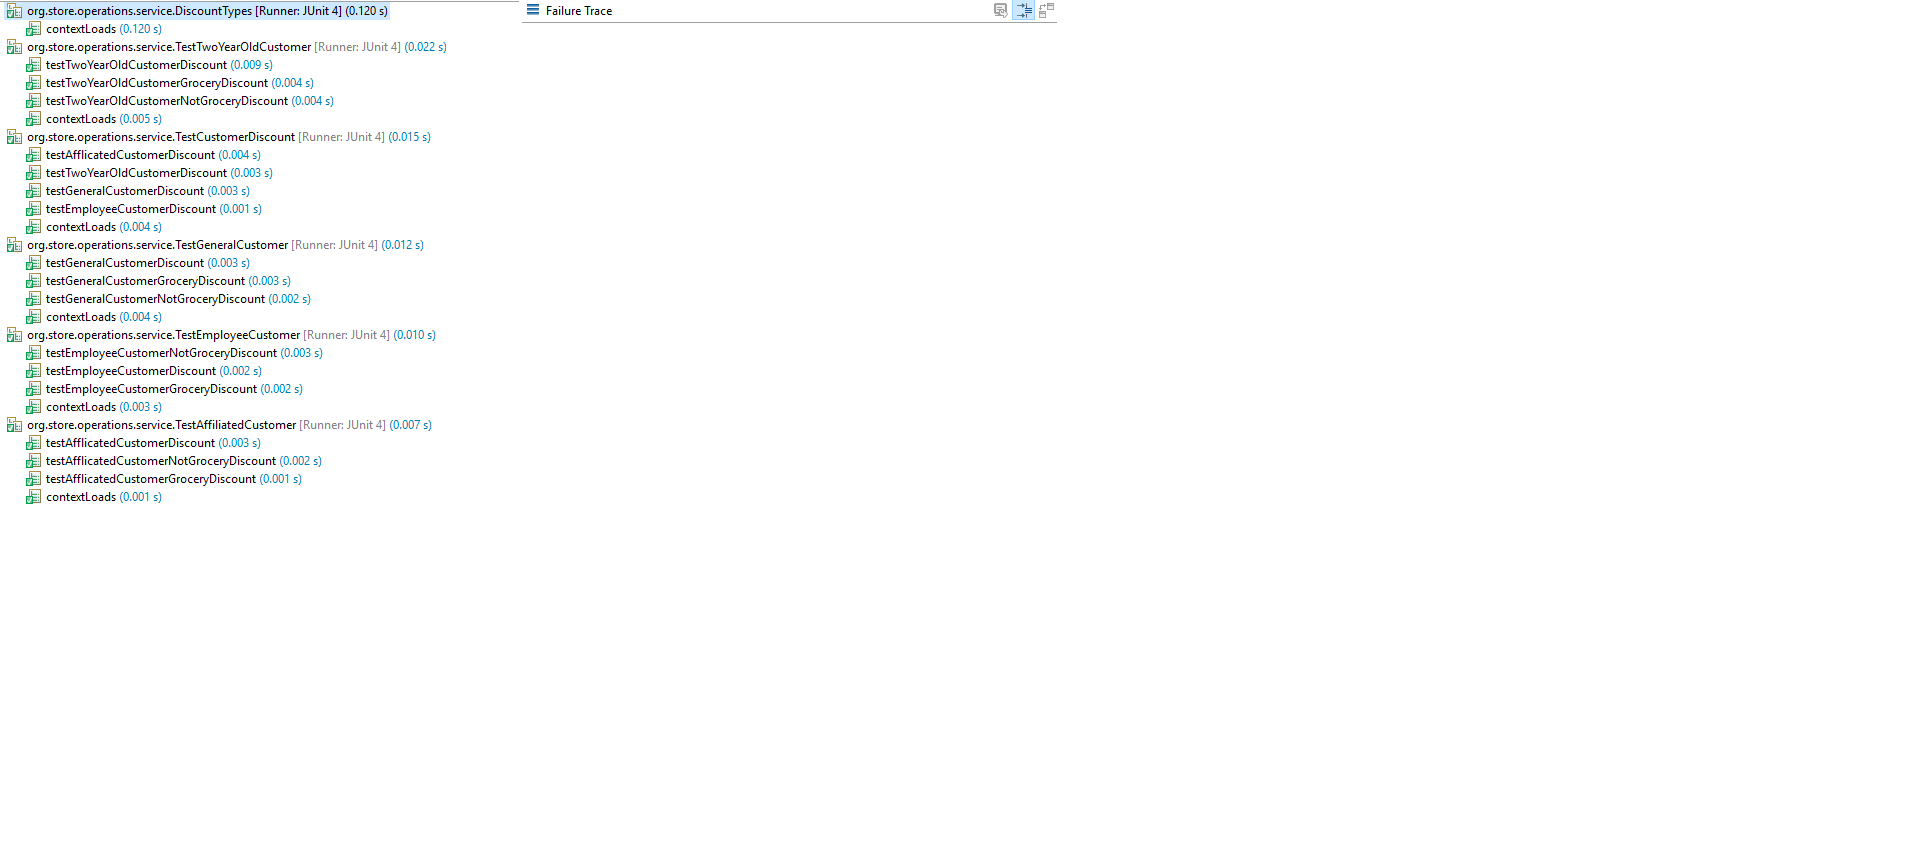 org.store.operations.service.DiscountTypes [Runner: JUnit 4] (0.120 s)
contextLoads (0.120 s)
org.store.operations.service.TestTwoYearOldCustomer [Runner: JUnit 4] (0.022 s)
testTwoYearOldCustomerDiscount (0.009 s)
testTwoYearOldCustomerGroceryDiscount (0.004 s)
testTwoYearOldCustomerNotGroceryDiscount (0.004 s)
contextLoads (0.005 s)
org.store.operations.service.TestCustomerDiscount [Runner: JUnit 4] (0.015 s)
testAfflicatedCustomerDiscount (0.004 s)
testTwoYearOldCustomerDiscount (0.003 s)
testGeneralCustomerDiscount (0.003 s)
testEmployeeCustomerDiscount (0.001 s)
contextLoads (0.004 s)
org.store.operations.service.TestGeneralCustomer [Runner: JUnit 4] (0.012 s)
testGeneralCustomerDiscount (0.003 s)
testGeneralCustomerGroceryDiscount (0.003 s)
testGeneralCustomerNotGroceryDiscount (0.002 s)
contextLoads (0.004 s)
org.store.operations.service.TestEmployeeCustomer [Runner: JUnit 4] (0.010 s)
testEmployeeCustomerNotGroceryDiscount (0.003 s)
testEmployeeCustomerDiscount (0.002 s)
testEmployeeCustomerGroceryDiscount (0.002 s)
contextLoads (0.003 s)
org.store.operations.service.TestAffiliatedCustomer [Runner: JUnit 4] (0.007 s)
testAfflicatedCustomerDiscount (0.003 s)
testAfflicatedCustomerNotGroceryDiscount (0.002 s)
testAfflicatedCustomerGroceryDiscount (0.001 s)
contextLoads (0.001 s)
Failure Trace